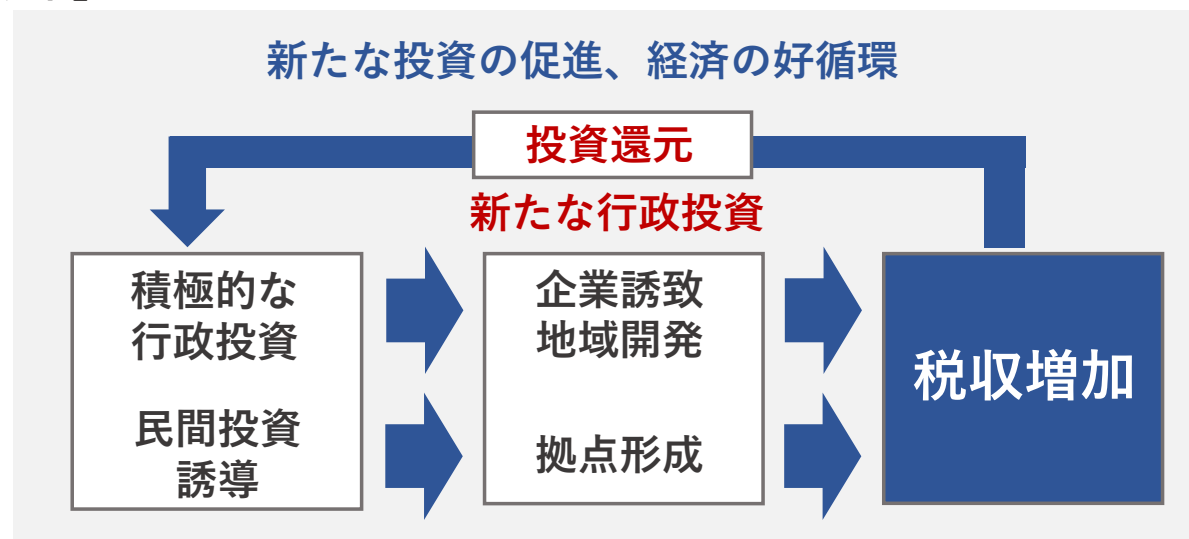 新たな投資の促進、経済の好循環
投資還元
新たな行政投資
積極的な
行政投資
民間投資
誘導
企業誘致
地域開発
拠点形成
税収増加